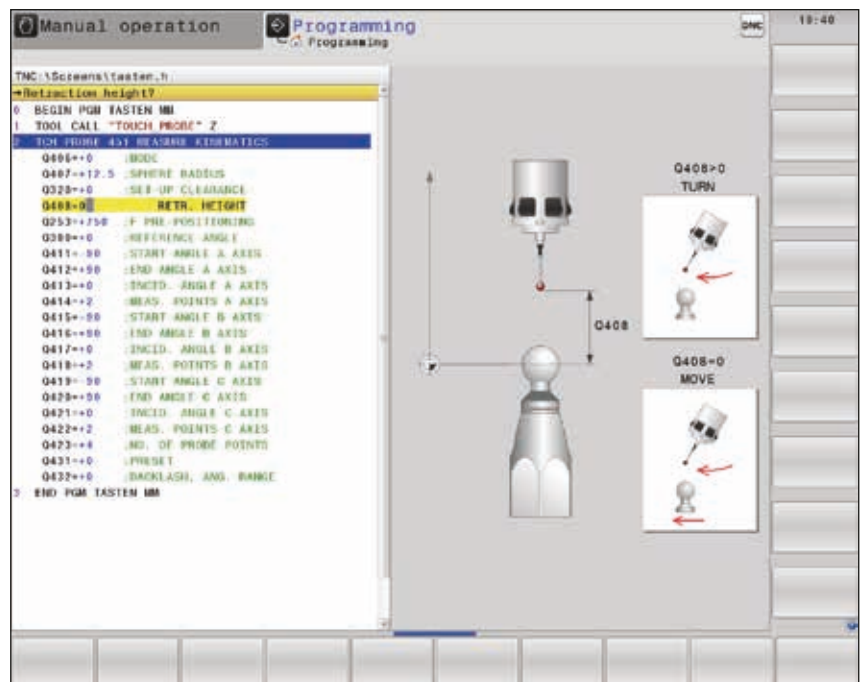 Manual operation
Programming
Programming
DNC
10:40
TNC:\Screens\tasten.h
→Retraction height?
0 BEGIN PGM TASTEN MM
1 TOOL CALL "TOUCH_PROBE" Z
2 TCH PROBE 451 MEASURE KINEMATICS
Q406=+0 ;MODE
Q407=+12.5 ;SPHERE RADIUS
Q320=+0 ;SET-UP CLEARANCE
Q408=0 RETR. HEIGHT
Q253=+750 ;F PRE-POSITIONING
Q380=+0 ;REFERENCE ANGLE
Q411=-90 ;START ANGLE A AXIS
Q412=+90 ;END ANGLE A AXIS
Q413=+0 ;INCID. ANGLE A AXIS
Q414=+2 ;MEAS. POINTS A AXIS
Q415=-90 ;START ANGLE B AXIS
Q416=+90 ;END ANGLE B AXIS
Q417=+0 ;INCID. ANGLE B AXIS
Q418=+2 ;MEAS. POINTS B AXIS
Q419=-90 ;START ANGLE C AXIS
Q420=+90 ;END ANGLE C AXIS
Q421=+0 ;INCID. ANGLE C AXIS
Q422=+2 ;MEAS. POINTS C AXIS
Q423=+4 ;NO. OF PROBE POINTS
Q431=+0 ;PRESET
Q432=+0 ;BACKLASH, ANG. RANGE
3 END PGM TASTEN MM
Q408
Q408>0
TURN
Q408=0
MOVE